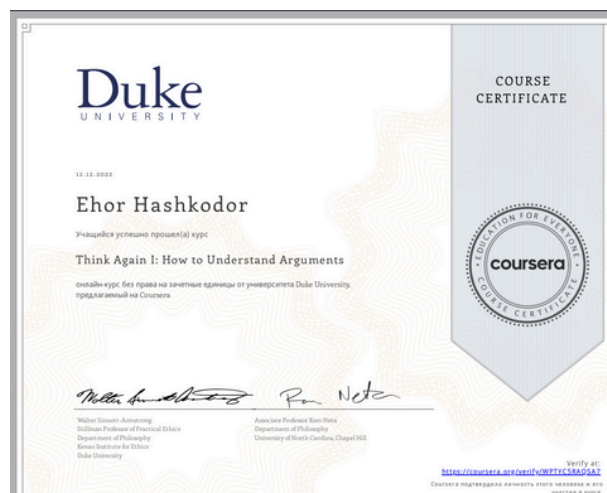 Duke
UNIVERSITY
COURSE
CERTIFICATE
12.12.2022
Ehor Hashkodor
Учащийся успешно прошел(а) курс
Think Again I: How to Understand Arguments
онлайн-курс без права на зачетные единицы от университета Duke University,
предлагаемый на Coursera
EDUCATION FOR EVERYONE
coursera
COURSE CERTIFICATE
Walter Sinnott-Armstrong
Stillman Professor of Practical Ethics
Department of Philosophy
Kenan Institute for Ethics
Duke University
Associate Professor Ram Neta
Department of Philosophy
University of North Carolina, Chapel Hill
Verify at:
https://coursera.org/verify/WPTYCSRAQSA7
Coursera подтвердила личность этого человека и его
участие в курсе.